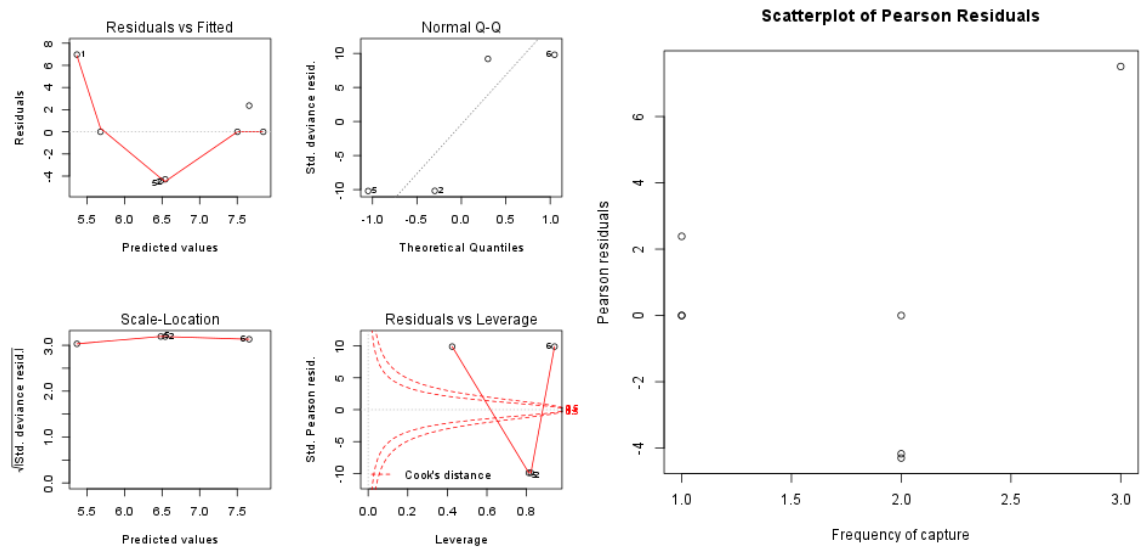 Residuals vs Fitted
Residuals
8
6
4
2
0
-2
-4
1
5
2
5.5 6.0 6.5 7.0 7.5
Predicted values
Normal Q-Q
Std. deviance resid.
10
5
0
-5
-10
6
5
2
-1.0 -0.5 0.0 0.5 1.0
Theoretical Quantiles
Scale-Location
√|Std. deviance resid.|
3.0
2.0
1.0
0.0
5
2
6
5.5 6.0 6.5 7.0 7.5
Predicted values
Residuals vs Leverage
Std. Pearson resid.
10
5
0
-5
-10
6
2
Cook's distance
0.0 0.2 0.4 0.6 0.8
Leverage
Scatterplot of Pearson Residuals
Pearson residuals
6
4
2
0
-2
-4
1.0 1.5 2.0 2.5 3.0
Frequency of capture